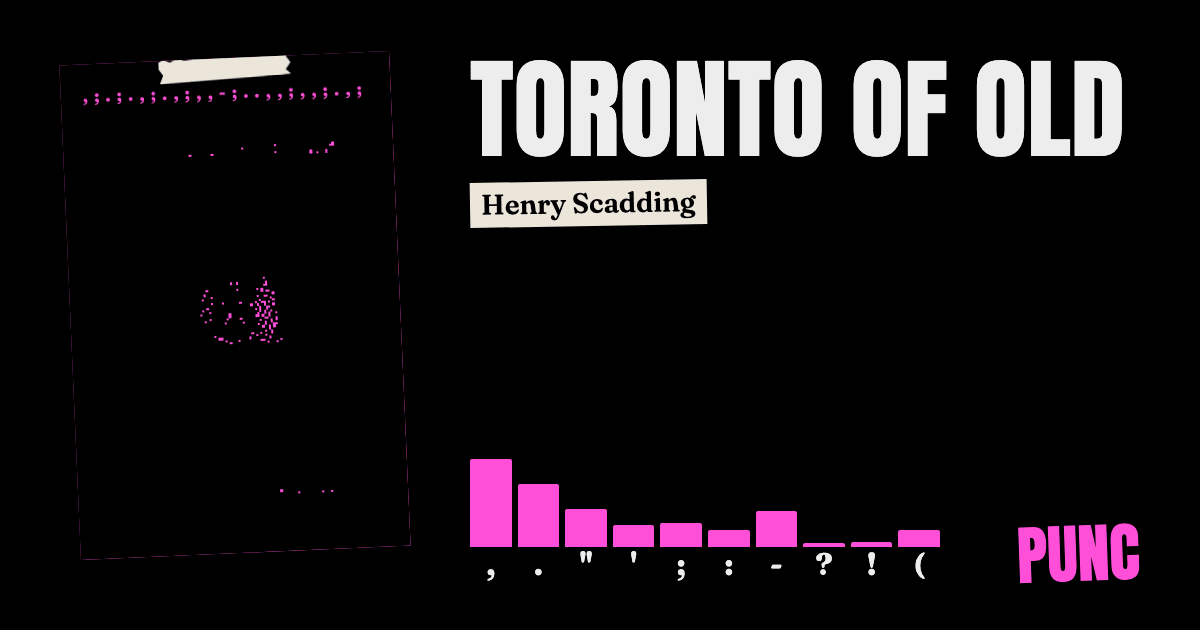 ,;.;.,;.,;,,-;..,,;,,;.,;
TORONTO OF OLD
Henry Scadding
, . " ' ; : - ? ! (
PUNC